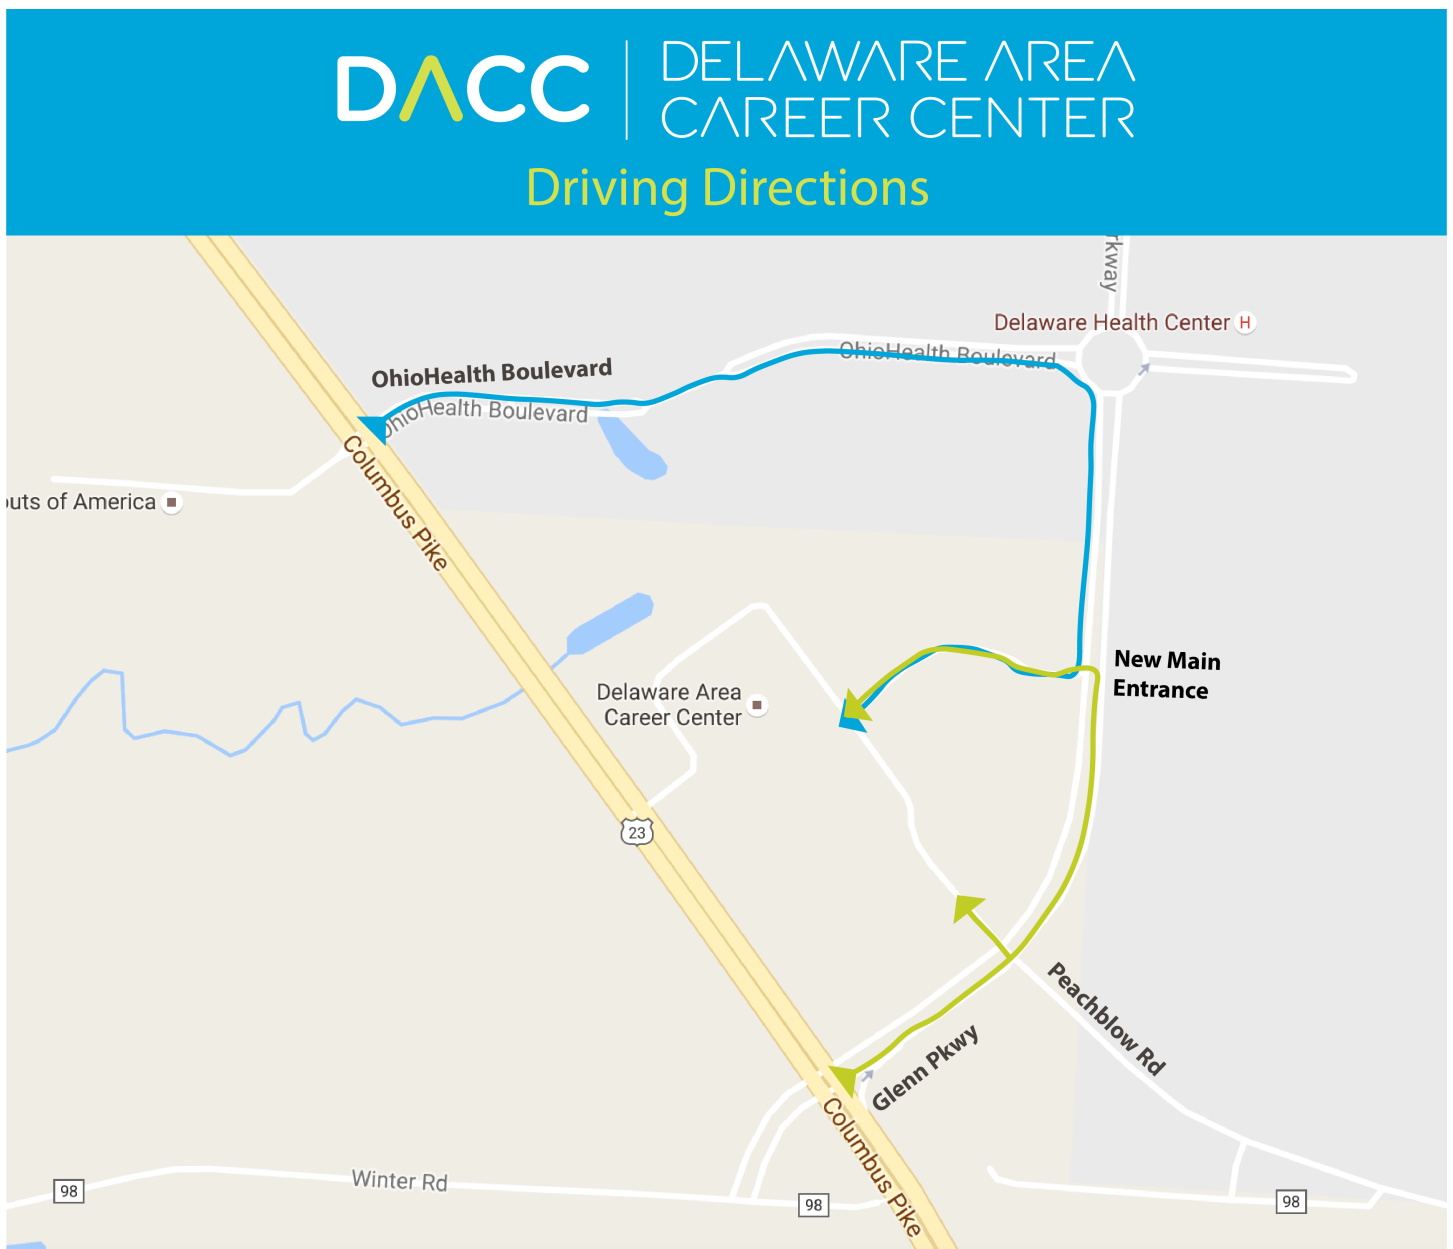 DACC
DELAWARE AREA
CAREER CENTER
Driving Directions
rkway
Delaware Health Center
H
OhioHealth Boulevard
OhioHealth Boulevard
OhioHealth Boulevard
Columbus Pike
outs of America
New Main
Entrance
Delaware Area
Career Center
23
Peachblow Rd
Glenn Pkwy
Columbus Pike
Winter Rd
98
98
98